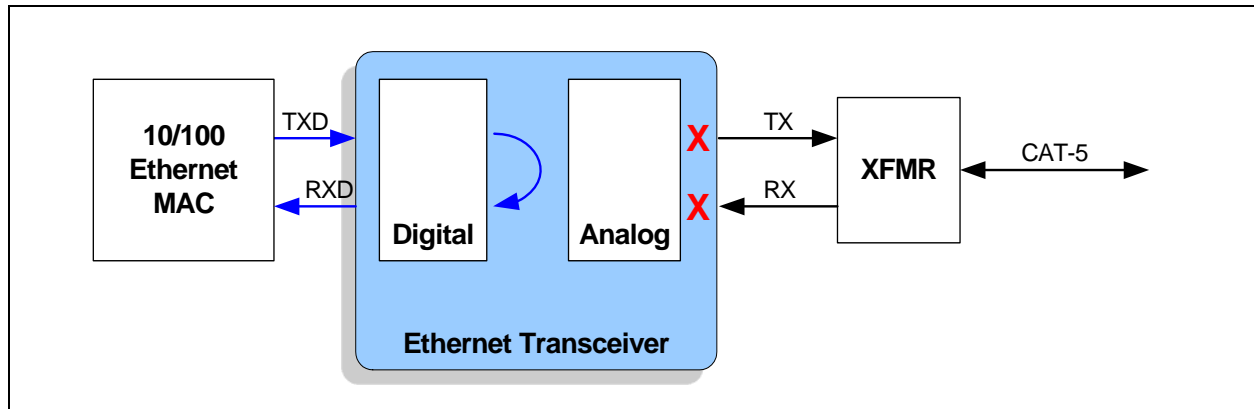 10/100
Ethernet
MAC
TXD
RXD
Digital
Analog
X
X
TX
RX
XFMR
CAT-5
Ethernet Transceiver